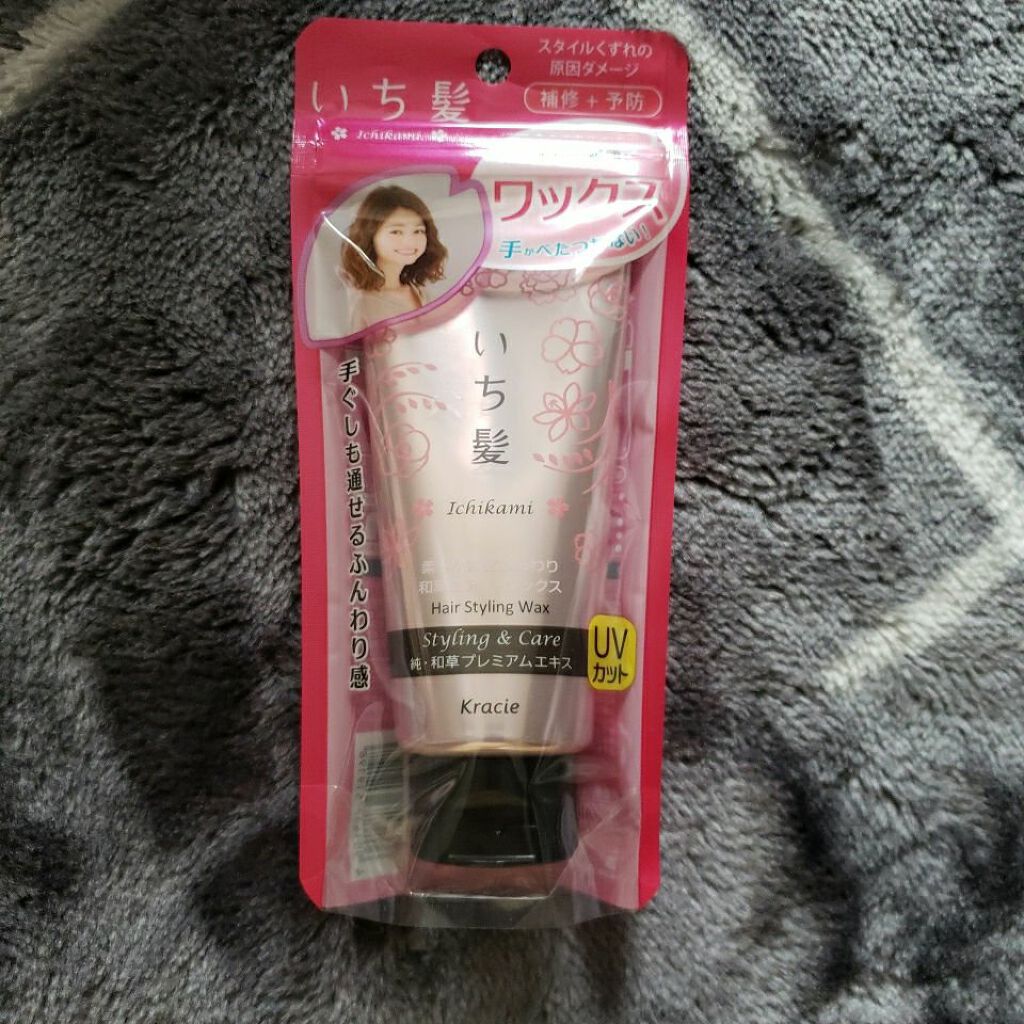 スタイルくずれの
原因ダメージ
補修+予防
いち髪
Ichikami
ワックス
手がべたつかない!
手ぐしも通せるふんわり感
いち髪
Ichikami
Hair Styling Wax
Styling & Care
純・和草プレミアムエキス
UV
カット
Kracie